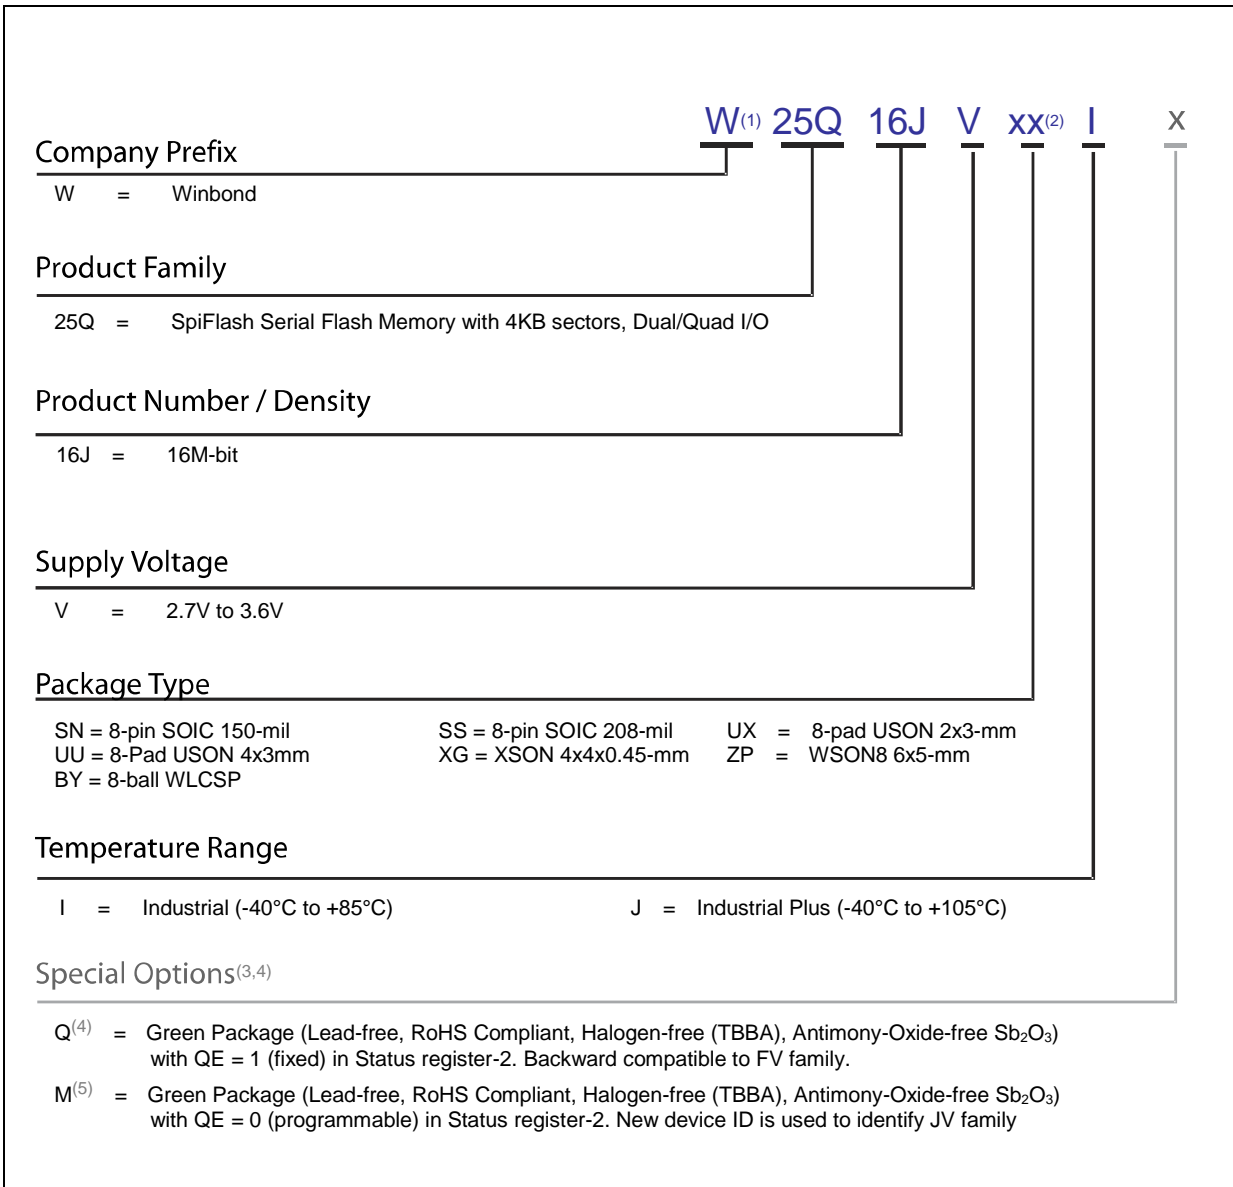 W(1) 25Q 16J V xx(2) I x
Company Prefix
W = Winbond
Product Family
25Q = SpiFlash Serial Flash Memory with 4KB sectors, Dual/Quad I/O
Product Number / Density
16J = 16M-bit
Supply Voltage
V = 2.7V to 3.6V
Package Type
SN = 8-pin SOIC 150-mil SS = 8-pin SOIC 208-mil UX = 8-pad USON 2x3-mm
UU = 8-Pad USON 4x3mm XG = XSON 4x4x0.45-mm ZP = WSON8 6x5-mm
BY = 8-ball WLCSP
Temperature Range
I = Industrial (-40°C to +85°C) J = Industrial Plus (-40°C to +105°C)
Special Options(3,4)
Q(4) = Green Package (Lead-free, RoHS Compliant, Halogen-free (TBBA), Antimony-Oxide-free Sb₂O₃)
with QE = 1 (fixed) in Status register-2. Backward compatible to FV family.
M(5) = Green Package (Lead-free, RoHS Compliant, Halogen-free (TBBA), Antimony-Oxide-free Sb₂O₃)
with QE = 0 (programmable) in Status register-2. New device ID is used to identify JV family